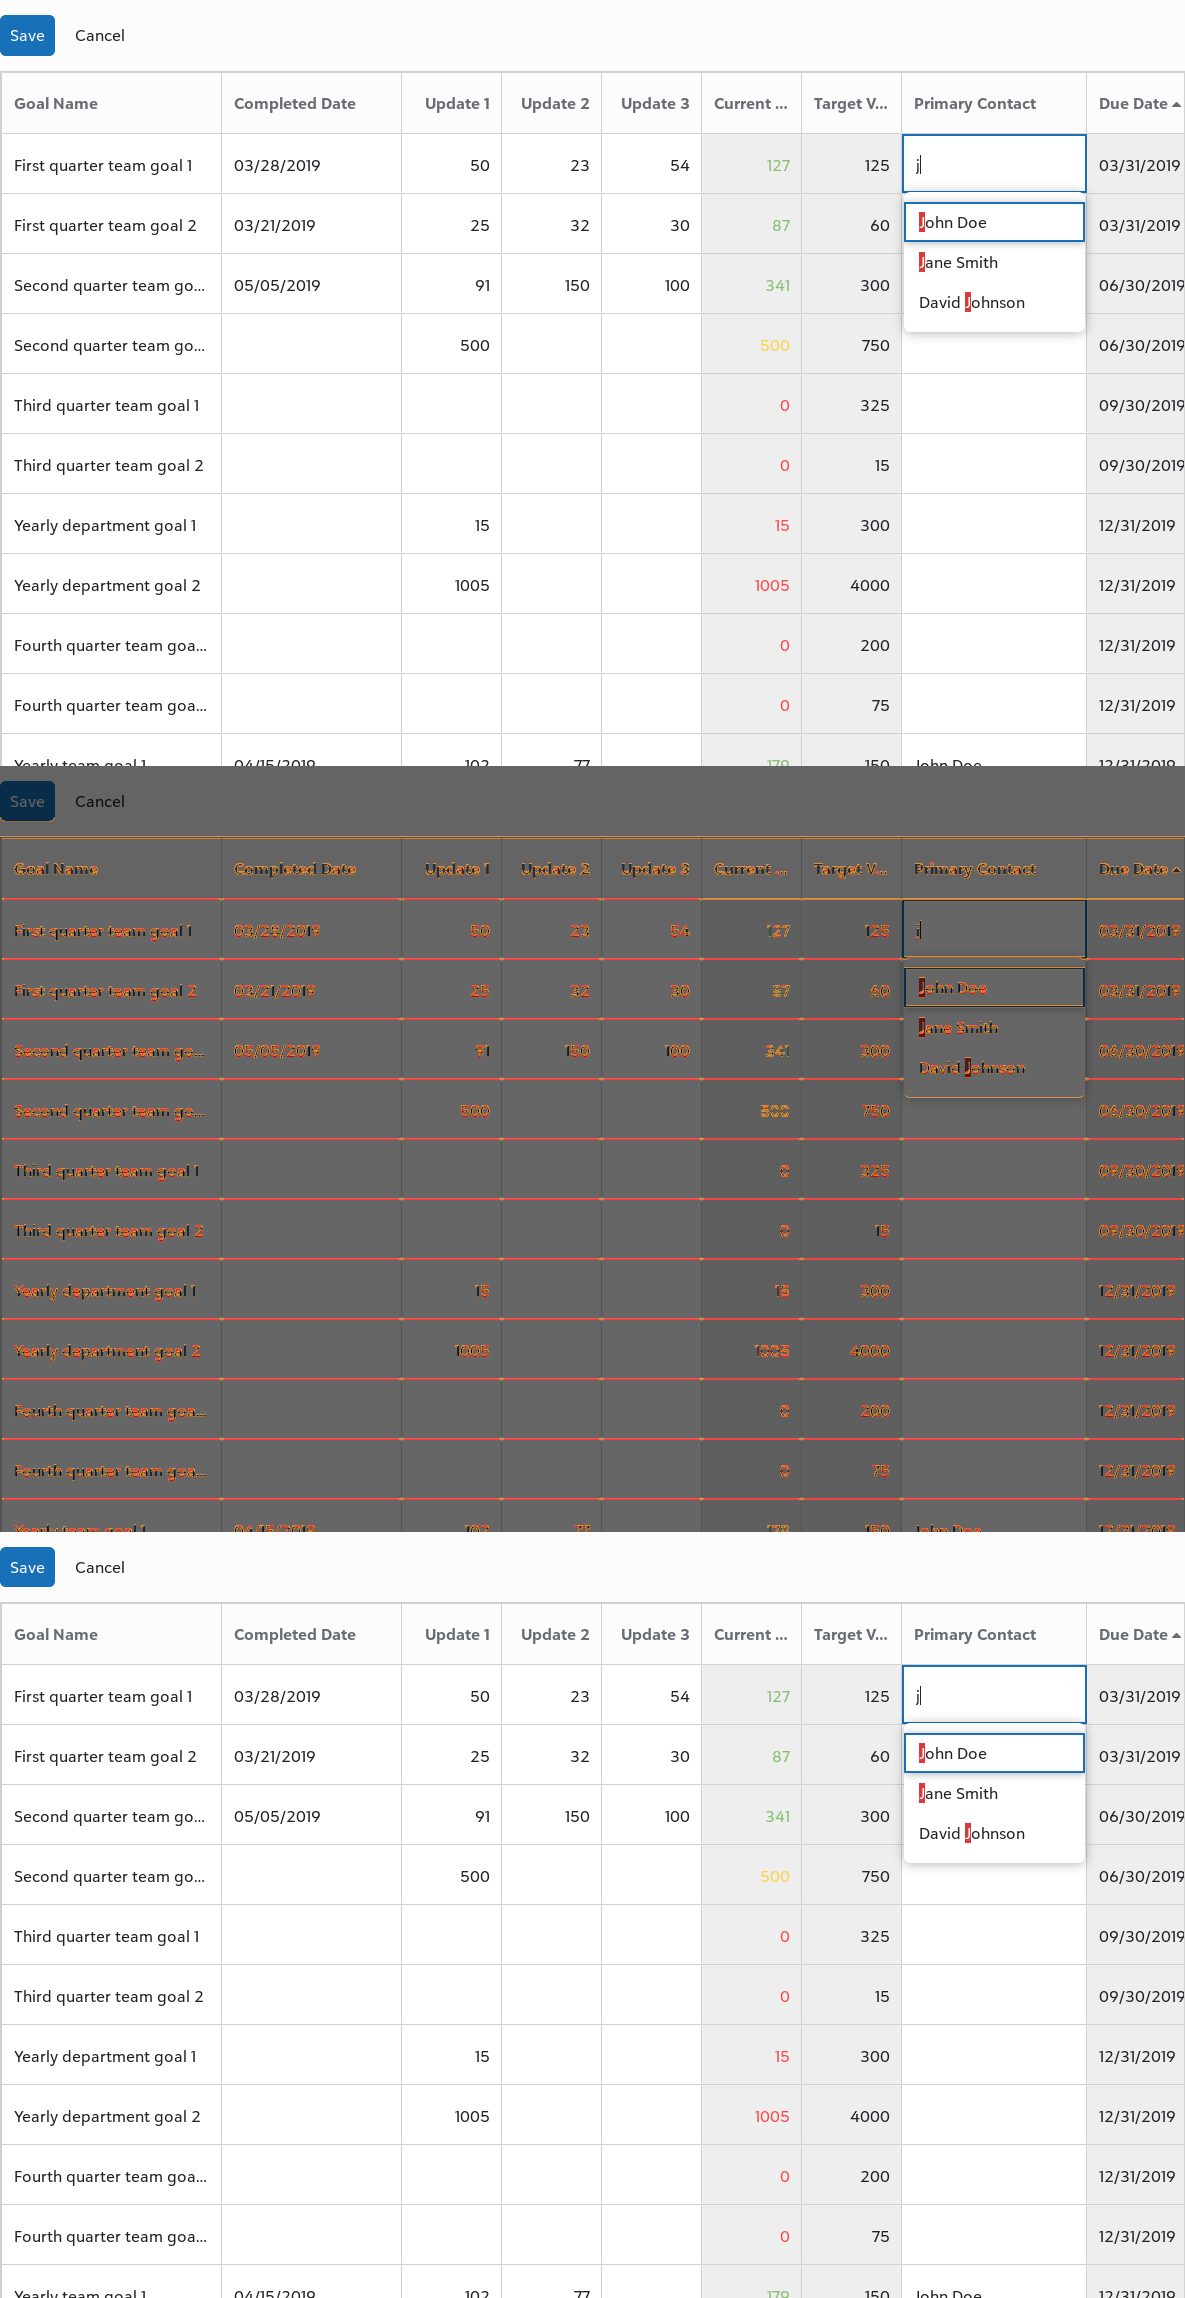 Save Cancel
Goal Name Completed Date Update 1 Update 2 Update 3 Current ... Target V... Primary Contact Due Date
First quarter team goal 1 03/28/2019 50 23 54 127 125 j 03/31/2019
First quarter team goal 2 03/21/2019 25 32 30 87 60 John Doe 03/31/2019
Jane Smith
Second quarter team go... 05/05/2019 91 150 100 341 300 David Johnson 06/30/2019
Second quarter team go... 500 500 750 06/30/2019
Third quarter team goal 1 0 325 09/30/2019
Third quarter team goal 2 0 15 09/30/2019
Yearly department goal 1 15 15 300 12/31/2019
Yearly department goal 2 1005 1005 4000 12/31/2019
Fourth quarter team goa... 0 200 12/31/2019
Fourth quarter team goa... 0 75 12/31/2019
Yearly team goal 1 04/15/2019 102 77 179 150 John Doe 12/31/2019
Save Cancel
Goal Name Completed Date Update 1 Update 2 Update 3 Current ... Target V... Primary Contact Due Date
First quarter team goal 1 03/28/2019 50 23 54 127 125 j 03/31/2019
First quarter team goal 2 03/21/2019 25 32 30 87 60 John Doe 03/31/2019
Jane Smith
Second quarter team go... 05/05/2019 91 150 100 341 300 David Johnson 06/30/2019
Second quarter team go... 500 500 750 06/30/2019
Third quarter team goal 1 0 325 09/30/2019
Third quarter team goal 2 0 15 09/30/2019
Yearly department goal 1 15 15 300 12/31/2019
Yearly department goal 2 1005 1005 4000 12/31/2019
Fourth quarter team goa... 0 200 12/31/2019
Fourth quarter team goa... 0 75 12/31/2019
Yearly team goal 1 04/15/2019 102 77 179 150 John Doe 12/31/2019
Save Cancel
Goal Name Completed Date Update 1 Update 2 Update 3 Current ... Target V... Primary Contact Due Date
First quarter team goal 1 03/28/2019 50 23 54 127 125 j 03/31/2019
First quarter team goal 2 03/21/2019 25 32 30 87 60 John Doe 03/31/2019
Jane Smith
Second quarter team go... 05/05/2019 91 150 100 341 300 David Johnson 06/30/2019
Second quarter team go... 500 500 750 06/30/2019
Third quarter team goal 1 0 325 09/30/2019
Third quarter team goal 2 0 15 09/30/2019
Yearly department goal 1 15 15 300 12/31/2019
Yearly department goal 2 1005 1005 4000 12/31/2019
Fourth quarter team goa... 0 200 12/31/2019
Fourth quarter team goa... 0 75 12/31/2019
Yearly team goal 1 04/15/2019 102 77 179 150 John Doe 12/31/2019